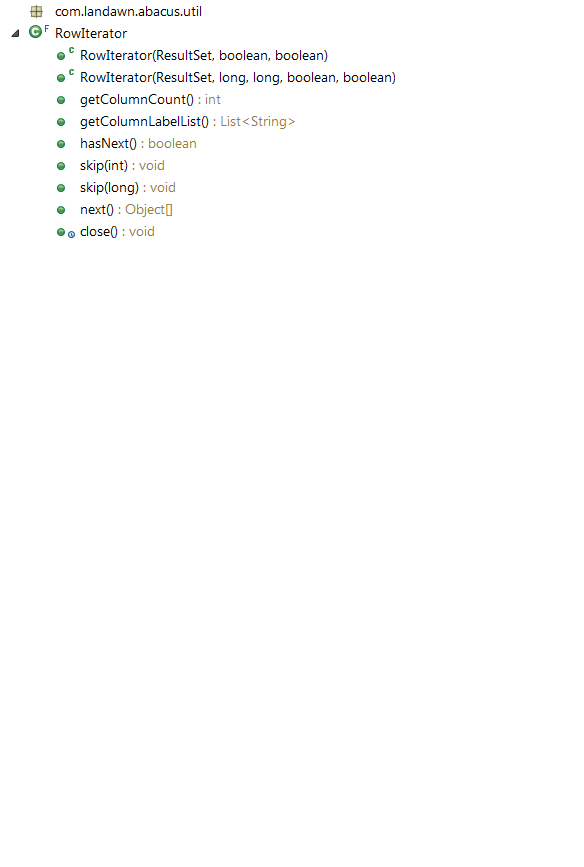 com.landawn.abacus.util
C F RowIterator
C RowIterator(ResultSet, boolean, boolean)
C RowIterator(ResultSet, long, long, boolean, boolean)
getColumnCount() : int
getColumnLabelList() : List<String>
hasNext() : boolean
skip(int) : void
skip(long) : void
next() : Object[]
close() : void